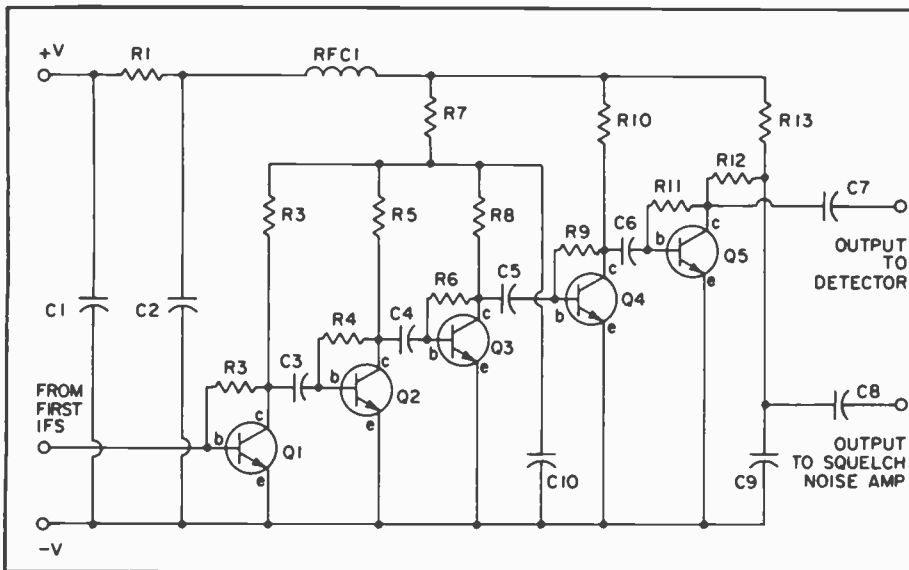 +V
R1
RFC1
R7
R10
R13
R12
R3
R5
R8
R11
C7
C6
R9
b
c
Q5
e
OUTPUT
TO
DETECTOR
C1
C2
R6
C5
b
c
Q4
e
R4
C4
b
c
Q3
e
R3
C3
b
c
Q2
e
FROM
FIRST
IFS
b
c
Q1
e
C8
OUTPUT
TO SQUELCH
NOISE AMP
C10
C9
-V